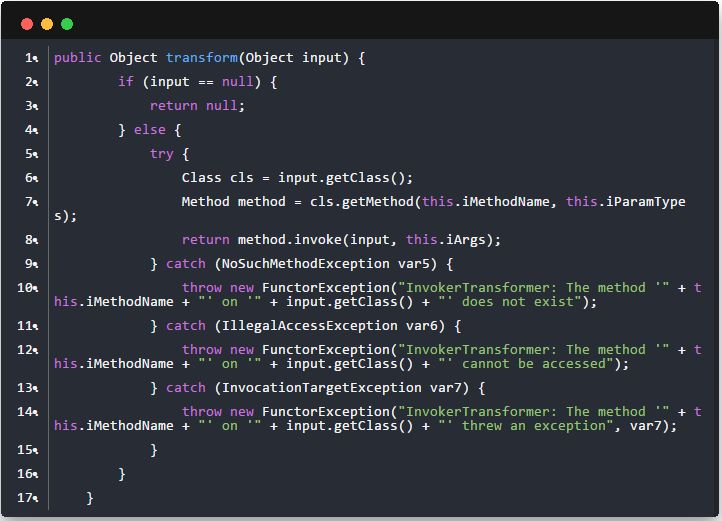 1 public Object transform(Object input) {
2 if (input == null) {
3 return null;
4 } else {
5 try {
6 Class cls = input.getClass();
7 Method method = cls.getMethod(this.iMethodName, this.iParamType
s);
8 return method.invoke(input, this.iArgs);
9 } catch (NoSuchMethodException var5) {
10 throw new FunctorException("InvokerTransformer: The method '" + t
his.iMethodName + "' on '" + input.getClass() + "' does not exist");
11 } catch (IllegalAccessException var6) {
12 throw new FunctorException("InvokerTransformer: The method '" + t
his.iMethodName + "' on '" + input.getClass() + "' cannot be accessed");
13 } catch (InvocationTargetException var7) {
14 throw new FunctorException("InvokerTransformer: The method '" + t
his.iMethodName + "' on '" + input.getClass() + "' threw an exception", var7);
15 }
16 }
17 }